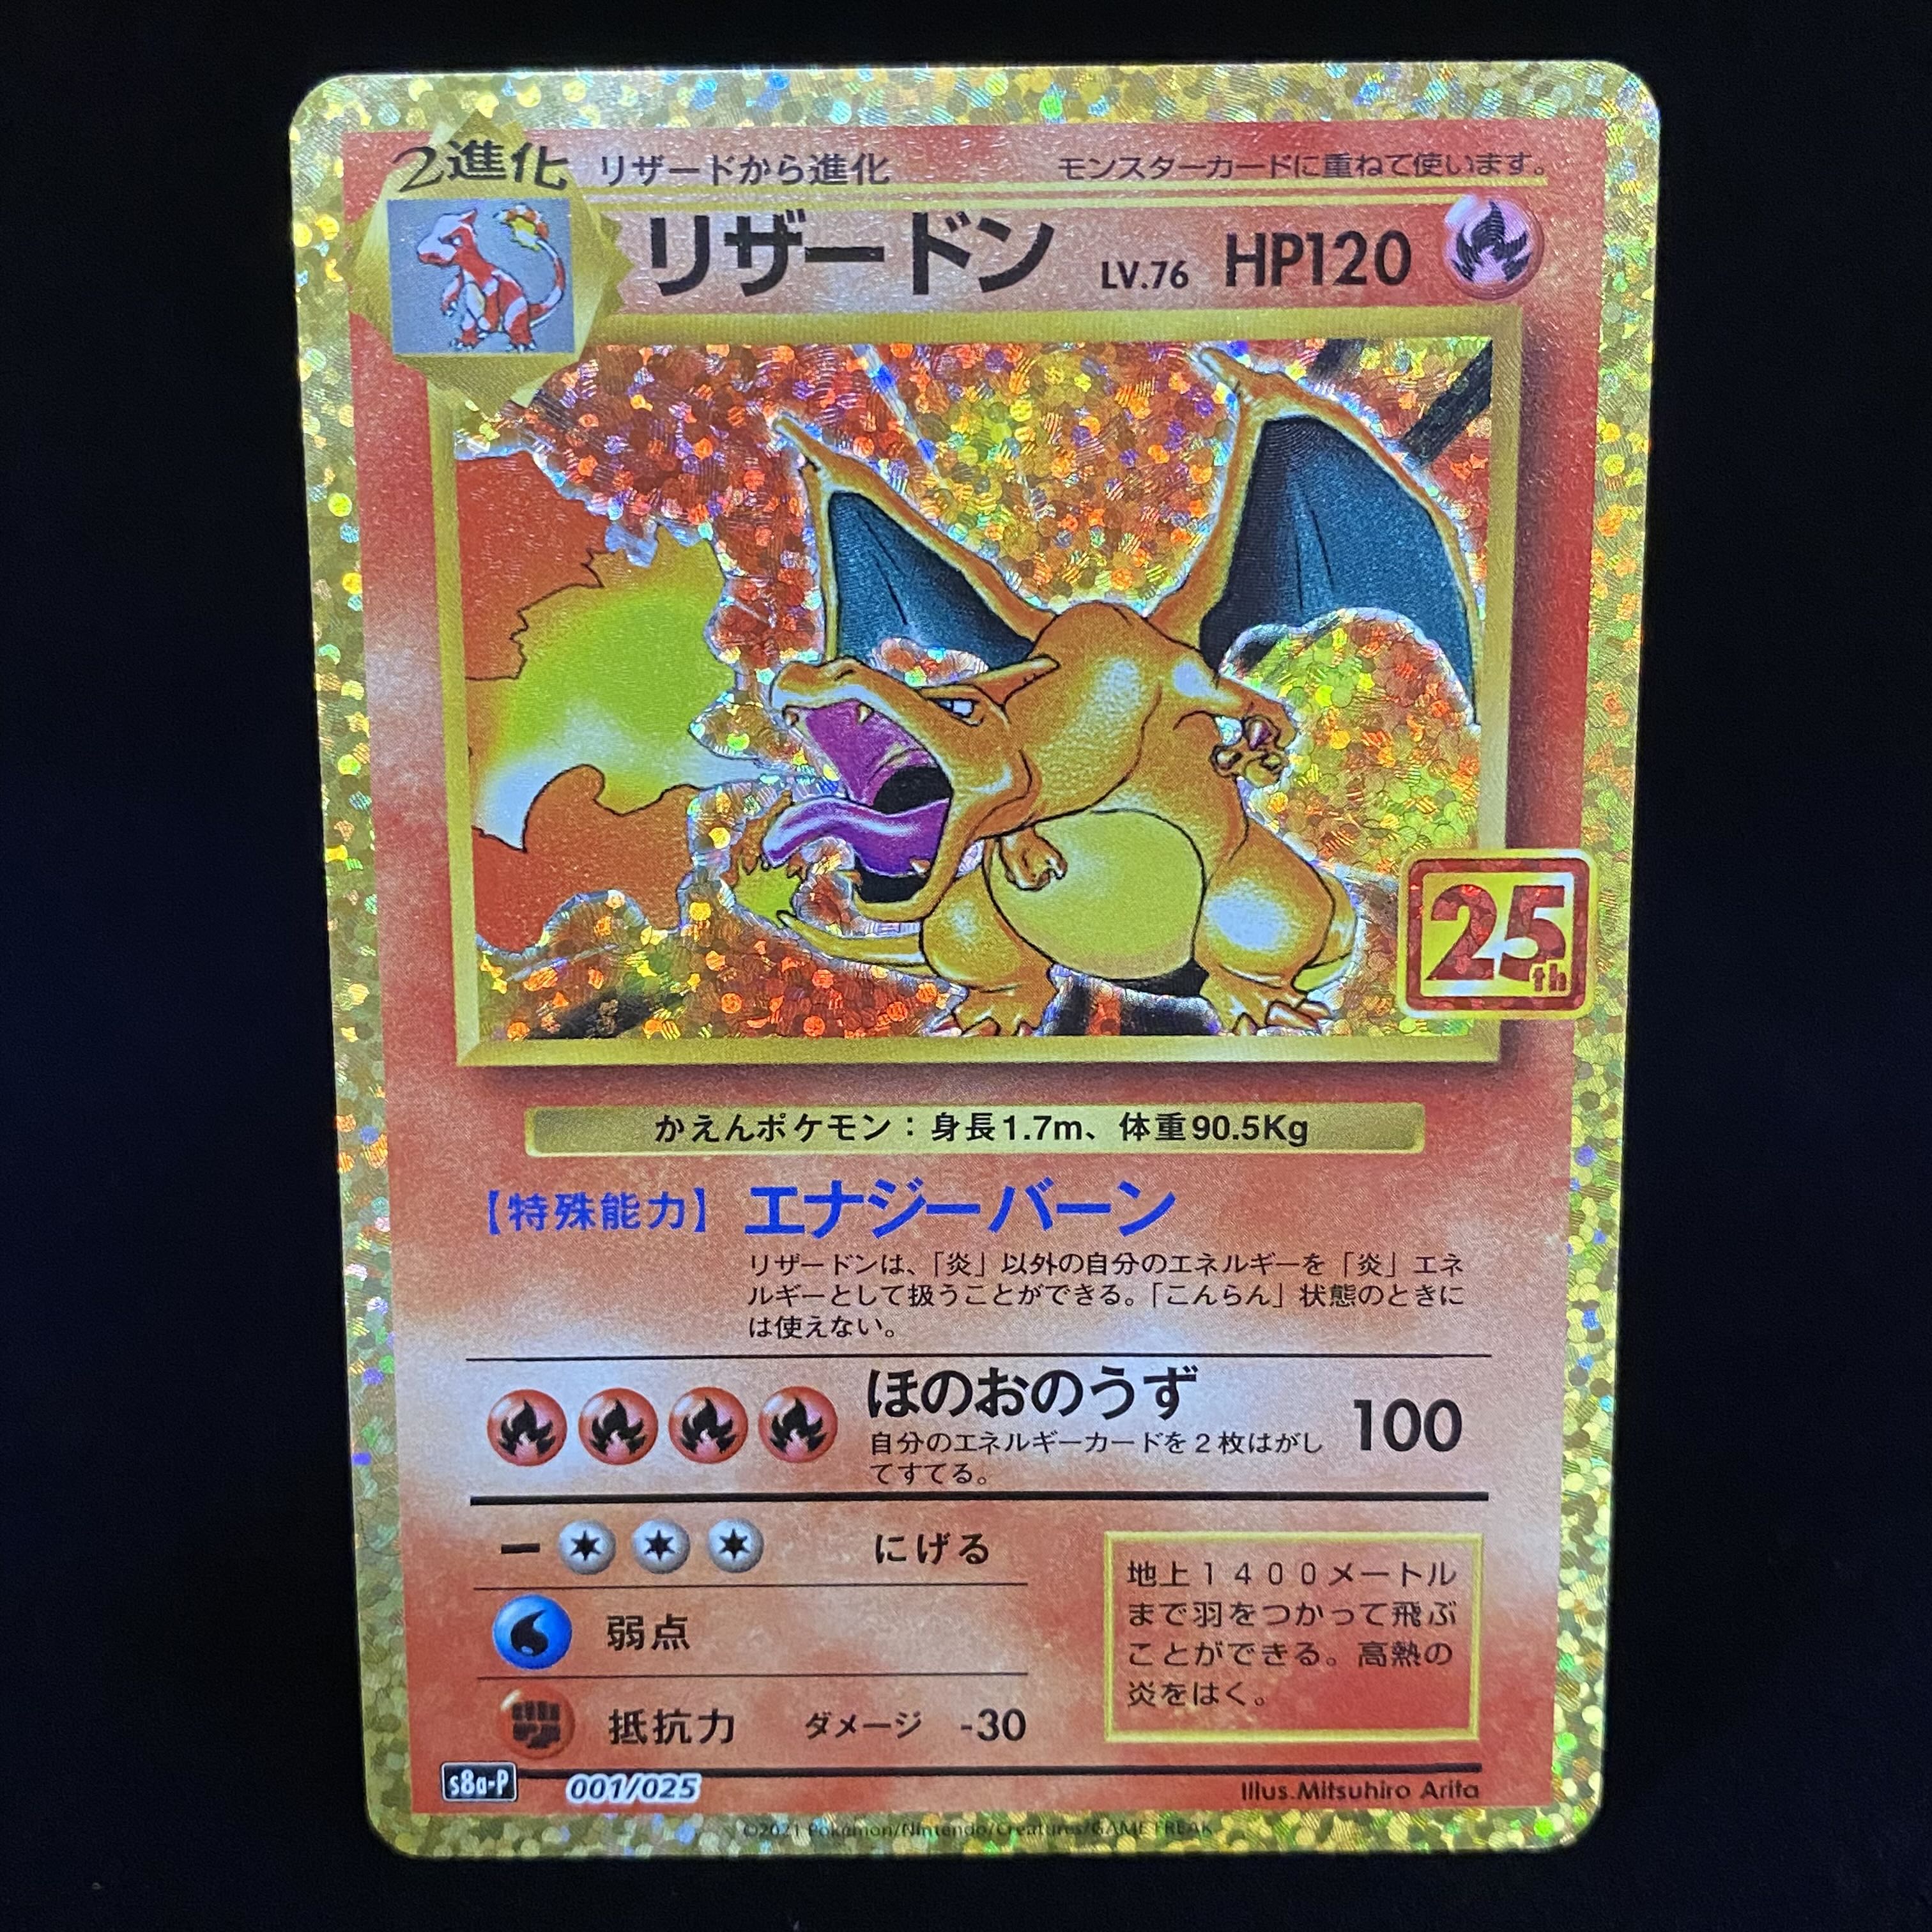 2進化 リザードから進化 モンスターカードに重ねて使います。
リザードン LV.76 HP120
25th
かえんポケモン：身長1.7m、体重90.5Kg
【特殊能力】 エナジーバーン
リザードンは、「炎」以外の自分のエネルギーを「炎」エネ
ルギーとして扱うことができる。「こんらん」状態のときに
は使えない。
ほのおのうず 100
自分のエネルギーカードを2枚はがし
てすてる。
ー にげる
弱点
抵抗力 ダメージ -30
地上1400メートル
まで羽をつかって飛ぶ
ことができる。高熱の
炎をはく。
s8a-P 001/025 Illus.Mitsuhiro Arita
©2021 Pokémon/Nintendo/Creatures/GAME FREAK